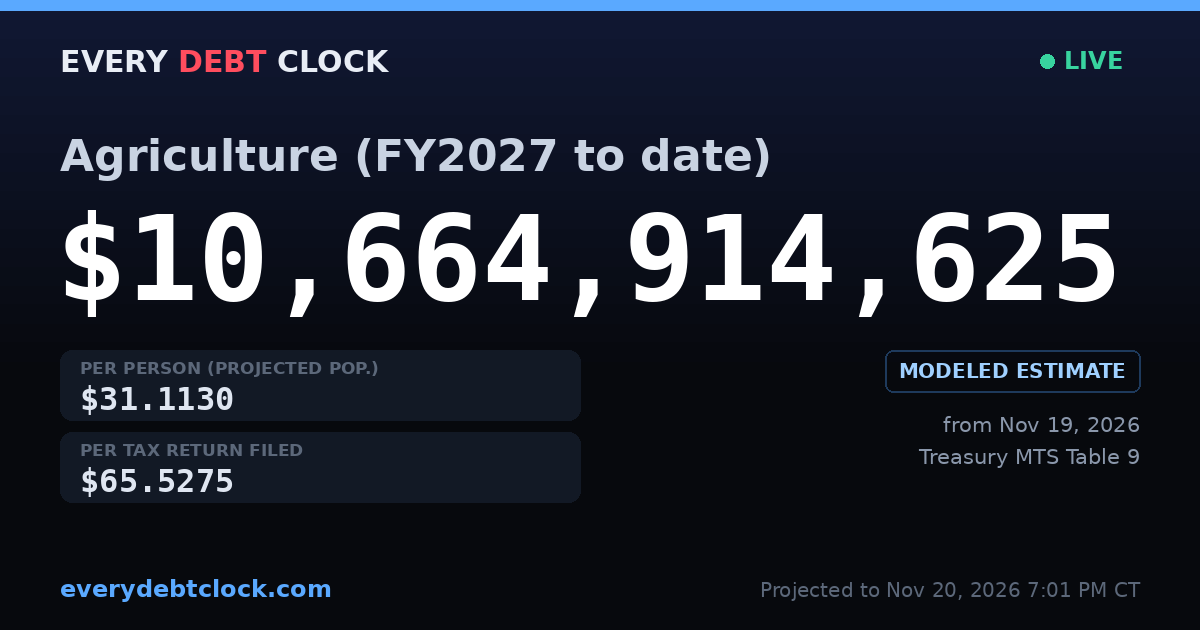 EVERY DEBT CLOCK
LIVE
Agriculture (FY2027 to date)
$10,664,914,625
PER PERSON (PROJECTED POP.)
$31.1130
PER TAX RETURN FILED
$65.5275
MODELED ESTIMATE
from Nov 19, 2026
Treasury MTS Table 9
everydebtclock.com
Projected to Nov 20, 2026 7:01 PM CT